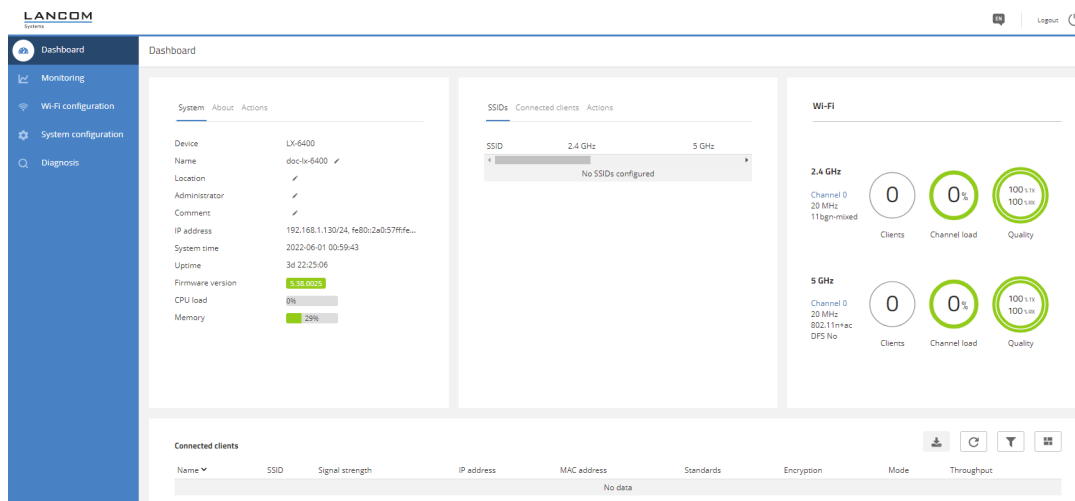 LANCOM
Systems
EN
Logout
Dashboard
Monitoring
Wi-Fi configuration
System configuration
Diagnosis
Dashboard
System About Actions
Device LX-6400
Name doc-lx-6400
Location
Administrator
Comment
IP address 192.168.1.130/24, fe80::2a0:57ff:fe...
System time 2022-06-01 00:59:43
Uptime 3d 22:25:06
Firmware version 5.38.0025
CPU load 0%
Memory 29%
SSIDs Connected clients Actions
SSID 2.4 GHz 5 GHz
No SSIDs configured
Wi-Fi
2.4 GHz
Channel 0
20 MHz
11bgn-mixed
0
Clients
0%
Channel load
100 % TX
100 % RX
Quality
5 GHz
Channel 0
20 MHz
802.11n+ac
DFS No
0
Clients
0%
Channel load
100 % TX
100 % RX
Quality
Connected clients
Name SSID Signal strength IP address MAC address Standards Encryption Mode Throughput
No data